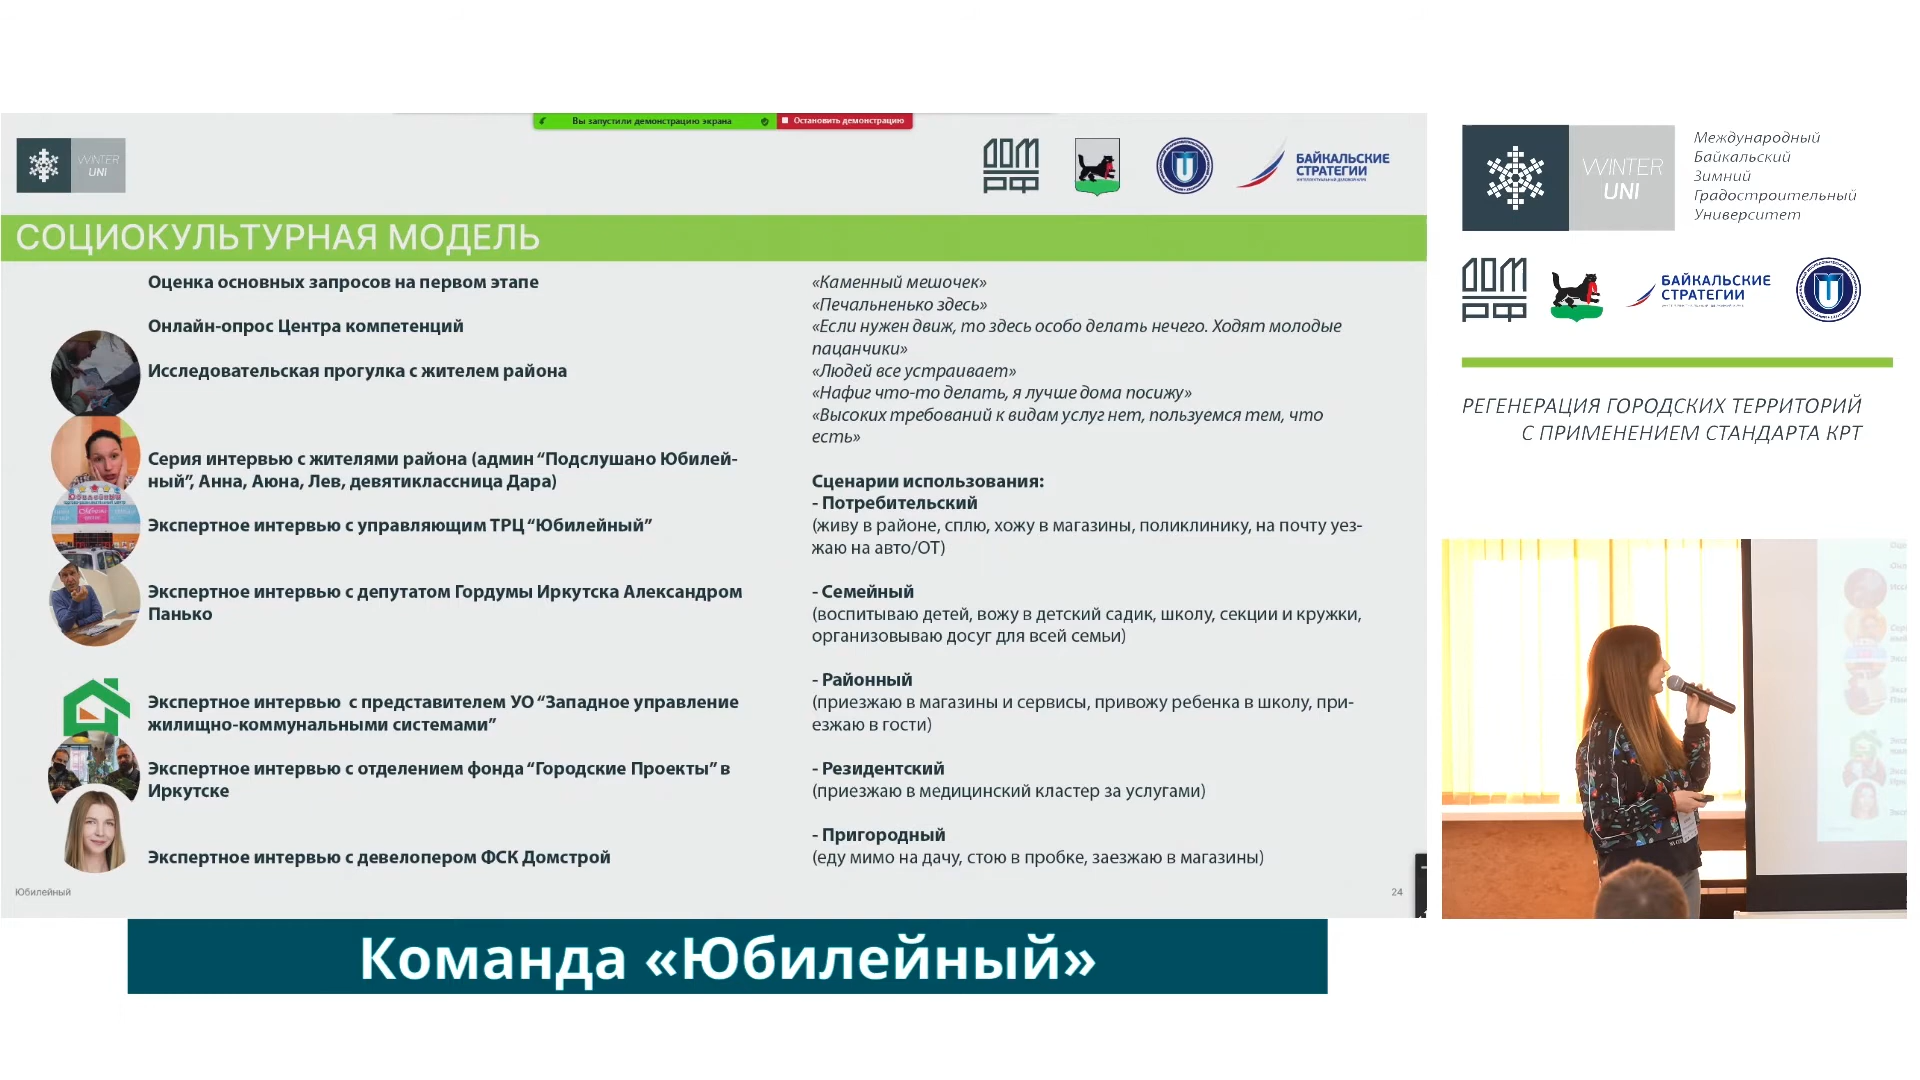 Вы запустили демонстрацию экрана
Остановить демонстрацию
WINTER
UNI
ДОМ
РФ
БАЙКАЛЬСКИЕ
СТРАТЕГИИ
СОЦИОКУЛЬТУРНАЯ МОДЕЛЬ
Оценка основных запросов на первом этапе
Онлайн-опрос Центра компетенций
Исследовательская прогулка с жителем района
Серия интервью с жителями района (админ “Подслушано Юбилей-
ный”, Анна, Аюна, Лев, девятиклассница Дара)
Экспертное интервью с управляющим ТРЦ “Юбилейный”
Экспертное интервью с депутатом Гордумы Иркутска Александром
Панько
Экспертное интервью с представителем УО “Западное управление
жилищно-коммунальными системами”
Экспертное интервью с отделением фонда “Городские Проекты” в
Иркутске
Экспертное интервью с девелопером ФСК Домстрой
«Каменный мешочек»
«Печальненько здесь»
«Если нужен движ, то здесь особо делать нечего. Ходят молодые
пацанчики»
«Людей все устраивает»
«Нафиг что-то делать, я лучше дома посижу»
«Высоких требований к видам услуг нет, пользуемся тем, что
есть»
Сценарии использования:
- Потребительский
(живу в районе, сплю, хожу в магазины, поликлинику, на почту уез-
жаю на авто/ОТ)
- Семейный
(воспитываю детей, вожу в детский садик, школу, секции и кружки,
организовываю досуг для всей семьи)
- Районный
(приезжаю в магазины и сервисы, привожу ребенка в школу, при-
езжаю в гости)
- Резидентский
(приезжаю в медицинский кластер за услугами)
- Пригородный
(еду мимо на дачу, стою в пробке, заезжаю в магазины)
Юбилейный
24
Команда «Юбилейный»
WINTER
UNI
Международный
Байкальский
Зимний
Градостроительный
Университет
ДОМ
РФ
БАЙКАЛЬСКИЕ
СТРАТЕГИИ
РЕГЕНЕРАЦИЯ ГОРОДСКИХ ТЕРРИТОРИЙ
С ПРИМЕНЕНИЕМ СТАНДАРТА КРТ